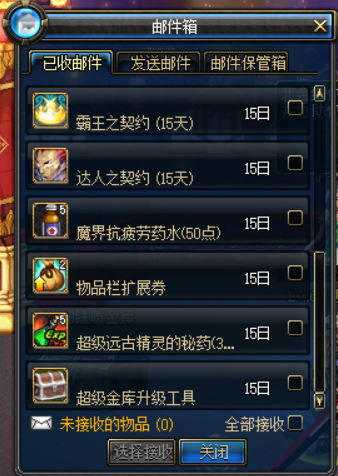 邮件箱
已收邮件 发送邮件 邮件保管箱
霸王之契约 (15天) 15日
达人之契约 (15天) 15日
5
魔界抗疲劳药水(50点) 15日
2
物品栏扩展券 15日
5
EXP
超级远古精灵的秘药(3... 15日
超级金库升级工具 15日
未接收的物品 (0) 全部接收
选择接收 关闭